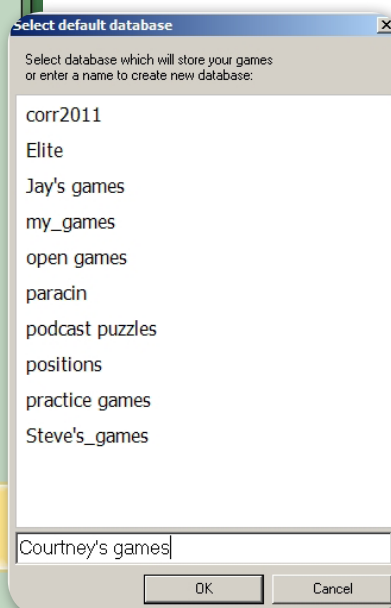 Select default database
Select database which will store your games
or enter a name to create new database:
corr2011
Elite
Jay's games
my_games
open games
paracin
podcast puzzles
positions
practice games
Steve's_games
Courtney's games
OK
Cancel